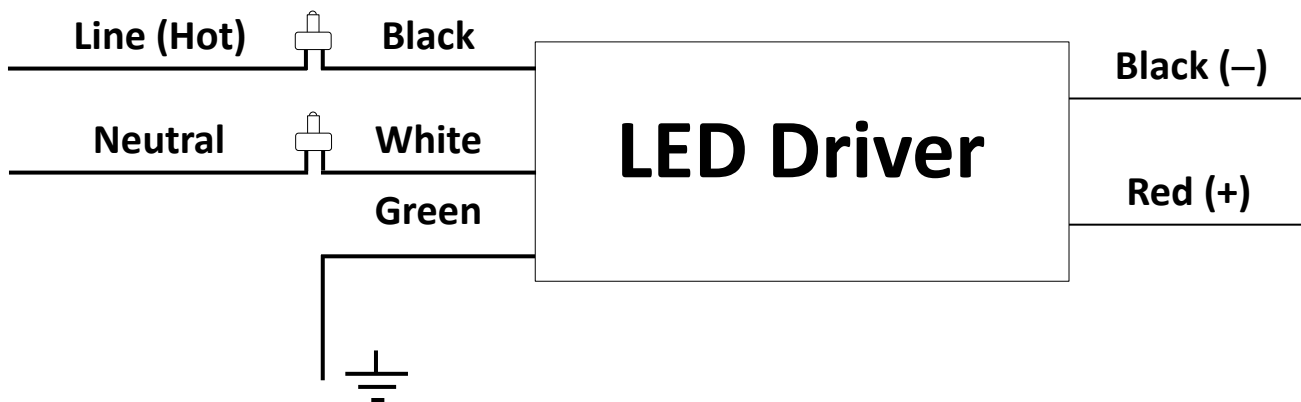 Line (Hot)
Black
Neutral
White
Green
LED Driver
Black (—)
Red (+)